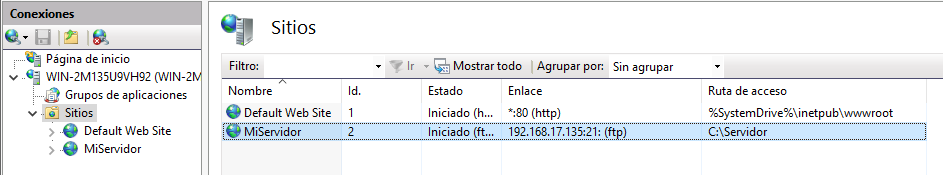 Conexiones
Página de inicio
WIN-2M135U9VH92 (WIN-2M
Grupos de aplicaciones
Sitios
Default Web Site
MiServidor
Sitios
Filtro: Ir Mostrar todo Agrupar por: Sin agrupar
Nombre Id. Estado Enlace Ruta de acceso
Default Web Site 1 Iniciado (h... *:80 (http) %SystemDrive%\inetpub\wwwroot
MiServidor 2 Iniciado (ft... 192.168.17.135:21: (ftp) C:\Servidor